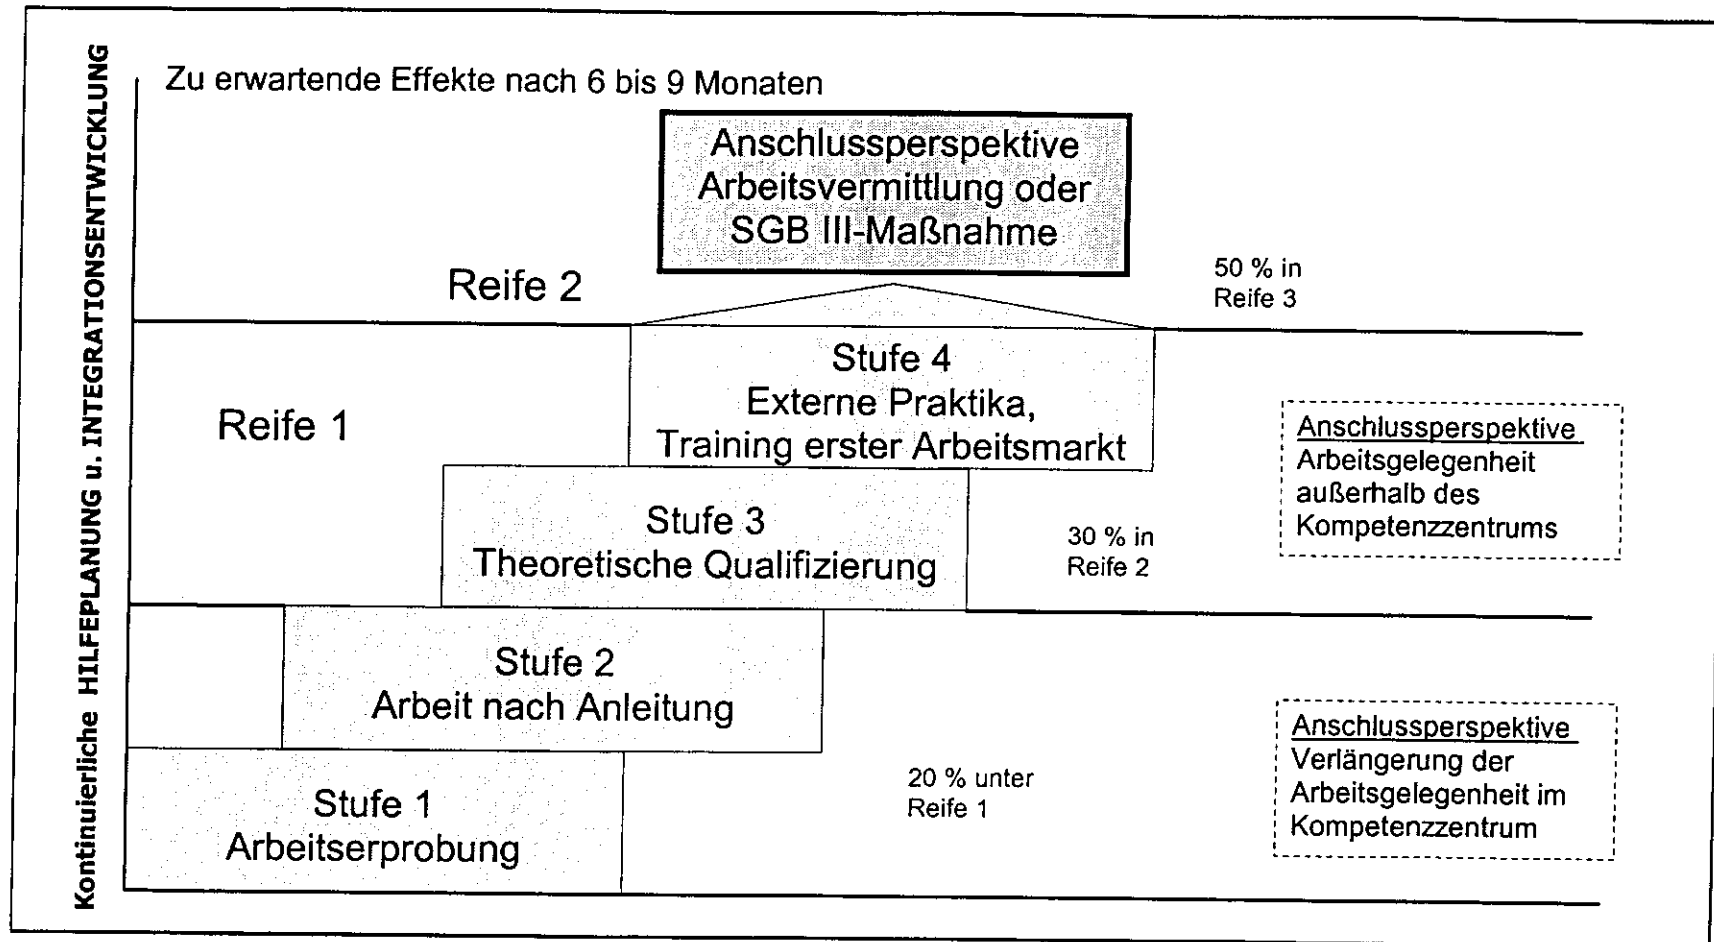 Kontinuierliche HILFEPLANUNG u. INTEGRATIONSENTWICKLUNG
Zu erwartende Effekte nach 6 bis 9 Monaten
Anschlussperspektive
Arbeitsvermittlung oder
SGB III-Maßnahme
Reife 2
50 % in
Reife 3
Stufe 4
Externe Praktika,
Training erster Arbeitsmarkt
Reife 1
Anschlussperspektive
Arbeitsgelegenheit
außerhalb des
Kompetenzzentrums
Stufe 3
Theoretische Qualifizierung
30 % in
Reife 2
Stufe 2
Arbeit nach Anleitung
Anschlussperspektive
Verlängerung der
Arbeitsgelegenheit im
Kompetenzzentrum
Stufe 1
Arbeitserprobung
20 % unter
Reife 1